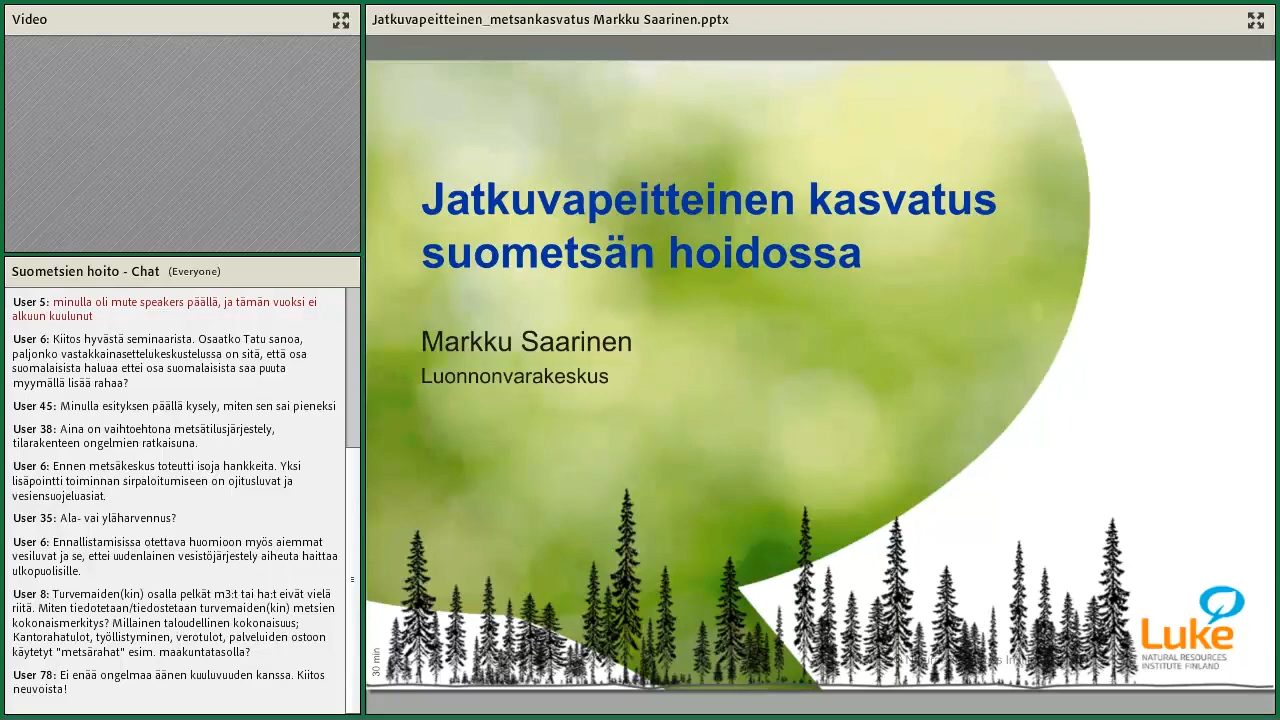 Video
Jatkuvapeitteinen_metsankasvatus Markku Saarinen.pptx
Suometsien hoito - Chat (Everyone)
User 5: minulla oli mute speakers päällä, ja tämän vuoksi ei
alkuun kuulunut
User 6: Kiitos hyvästä seminaarista. Osaatko Tatu sanoa,
paljonko vastakkainasettelukeskustelussa on sitä, että osa
suomalaisista haluaa ettei osa suomalaisista saa puuta
myymällä lisää rahaa?
User 45: Minulla esityksen päällä kysely, miten sen sai pieneksi
User 38: Aina on vaihtoehtona metsätilusjärjestely,
tilarakenteen ongelmien ratkaisuna.
User 6: Ennen metsäkeskus toteutti isoja hankkeita. Yksi
lisäpointti toiminnan sirpaloitumiseen on ojitusluvat ja
vesiensuojeluasiat.
User 35: Ala- vai yläharvennus?
User 6: Ennallistamisissa otettava huomioon myös aiemmat
vesiluvat ja se, ettei uudenlainen vesistöjärjestely aiheuta haittaa
ulkopuolisille.
User 8: Turvemaiden(kin) osalla pelkät m3:t tai ha:t eivät vielä
riitä. Miten tiedotetaan/tiedostetaan turvemaiden(kin) metsien
kokonaismerkitys? Millainen taloudellinen kokonaisuus;
Kantorahatulot, työllistyminen, verotulot, palveluiden ostoon
käytetyt "metsärahat" esim. maakuntatasolla?
User 78: Ei enää ongelmaa äänen kuuluvuuden kanssa. Kiitos
neuvoista!
Jatkuvapeitteinen kasvatus
suometsän hoidossa
Markku Saarinen
Luonnonvarakeskus
30 min
Luke
NATURAL RESOURCES
INSTITUTE FINLAND